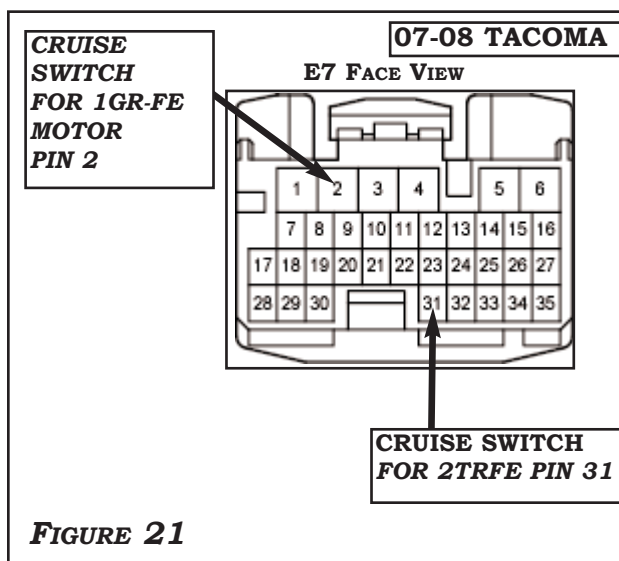 07-08 TACOMA
CRUISE
SWITCH
FOR 1GR-FE
MOTOR
PIN 2
E7 FACE VIEW
1 2 3 4 5 6
7 8 9 10 11 12 13 14 15 16
17 18 19 20 21 22 23 24 25 26 27
28 29 30 31 32 33 34 35
CRUISE SWITCH
FOR 2TRFE PIN 31
FIGURE 21